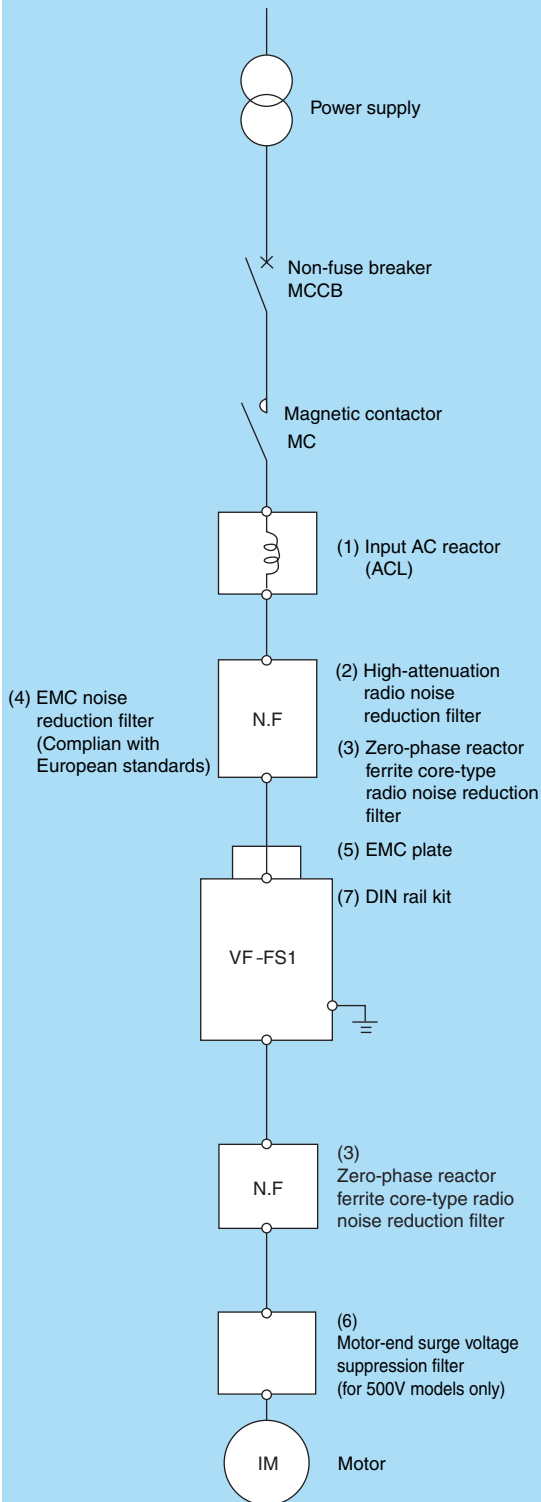 Power supply
Non-fuse breaker
MCCB
Magnetic contactor
MC
(1) Input AC reactor
(ACL)
(4) EMC noise
reduction filter
(Complian with
European standards)
N.F
(2) High-attenuation
radio noise
reduction filter
(3) Zero-phase reactor
ferrite core-type
radio noise reduction
filter
(5) EMC plate
(7) DIN rail kit
VF-FS1
N.F
(3)
Zero-phase reactor
ferrite core-type radio
noise reduction filter
(6)
Motor-end surge voltage
suppression filter
(for 500V models only)
IM
Motor